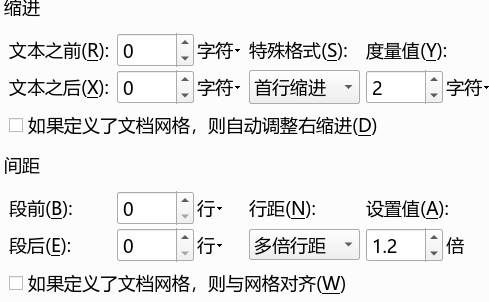 缩进
文本之前(R): 0 字符 特殊格式(S): 度量值(Y):
文本之后(X): 0 字符 首行缩进 2 字符
如果定义了文档网格，则自动调整右缩进(D)
间距
段前(B): 0 行 行距(N): 设置值(A):
段后(E): 0 行 多倍行距 1.2 倍
如果定义了文档网格，则与网格对齐(W)